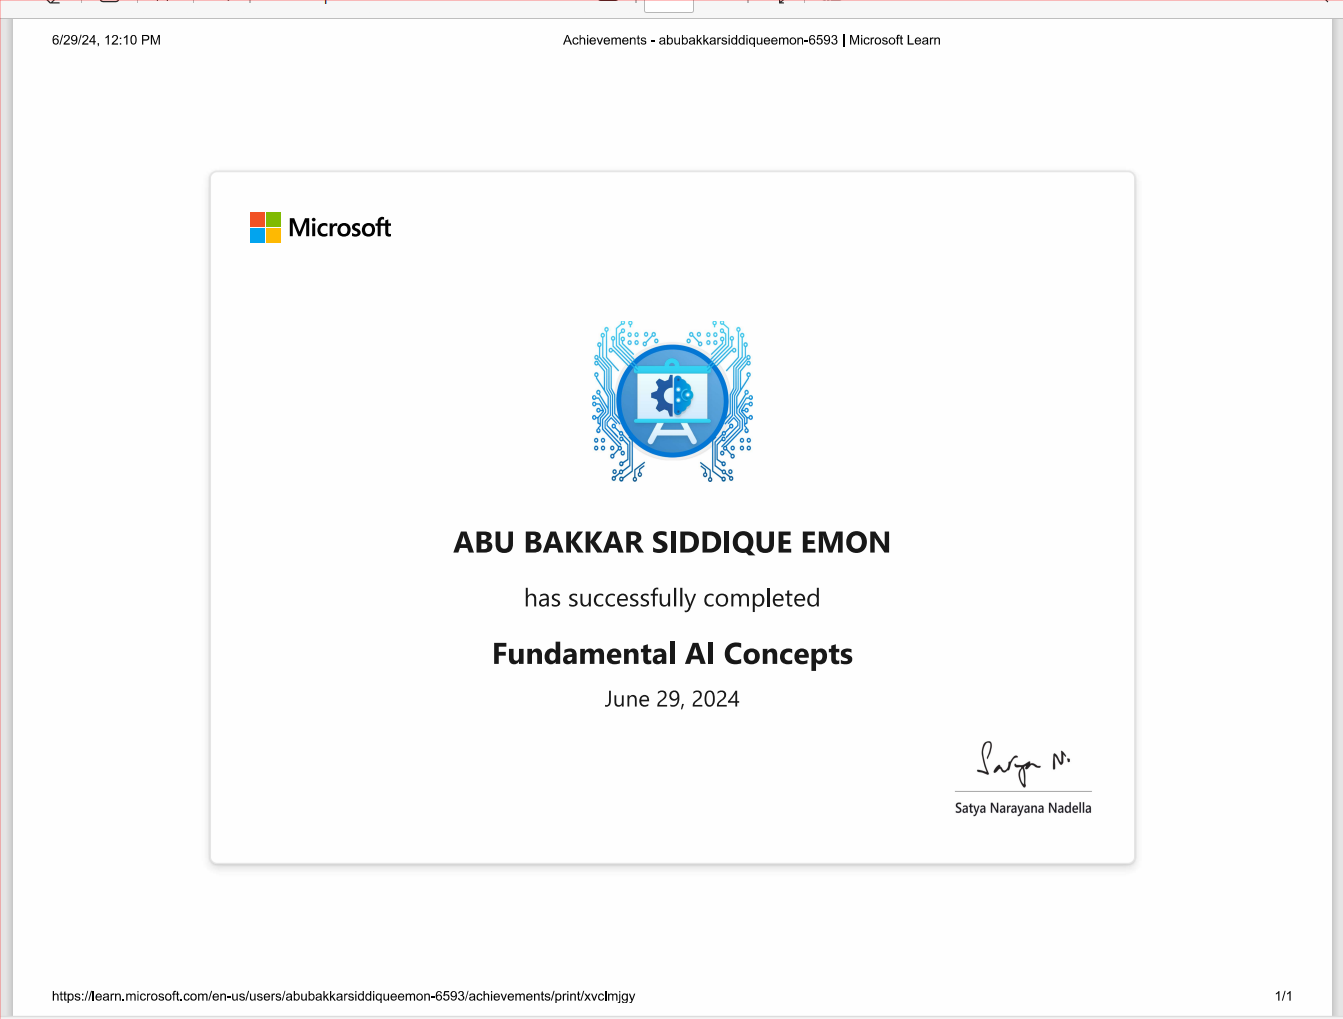 6/29/24, 12:10 PM
Achievements - abubakkarsiddiqueemon-6593 | Microsoft Learn
Microsoft
ABU BAKKAR SIDDIQUE EMON
has successfully completed
Fundamental AI Concepts
June 29, 2024
Satya N.
Satya Narayana Nadella
https://learn.microsoft.com/en-us/users/abubakkarsiddiqueemon-6593/achievements/print/xvclmjgy
1/1